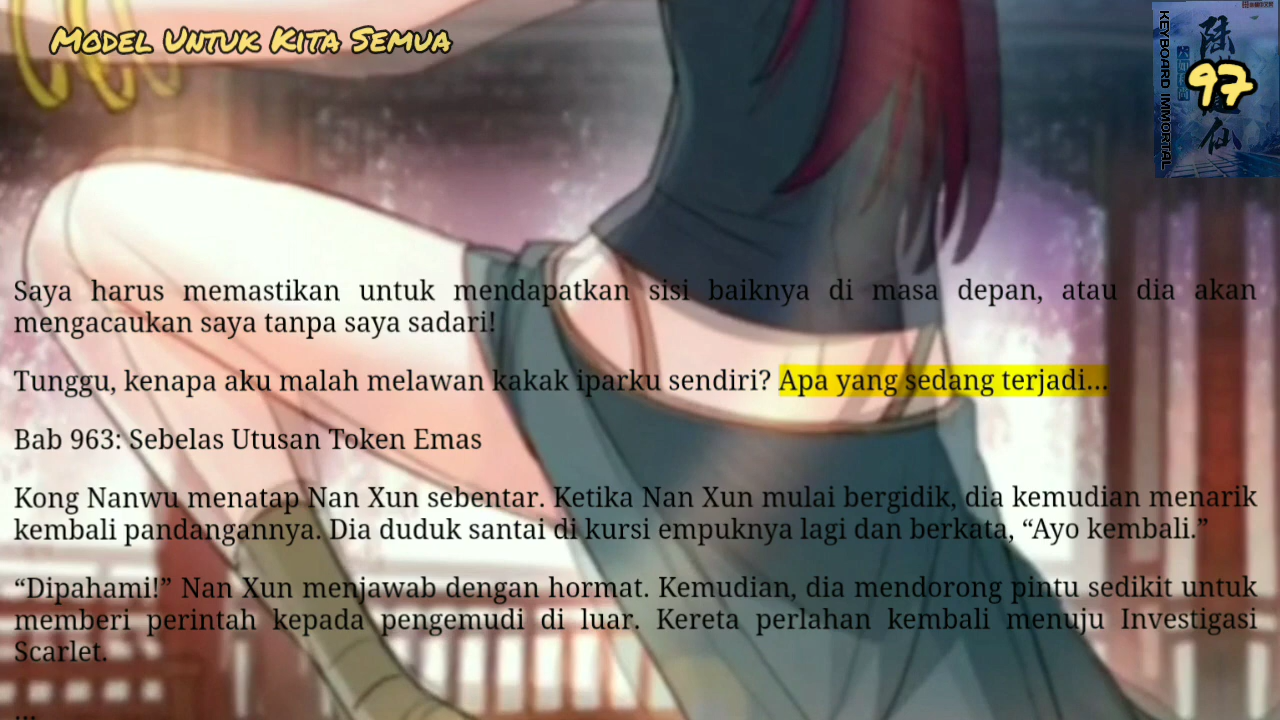 Model Untuk Kita Semua
KEYBOARD IMMORTAL
97
仙
Saya harus memastikan untuk mendapatkan sisi baiknya di masa depan, atau dia akan
mengacaukan saya tanpa saya sadari!
Tunggu, kenapa aku malah melawan kakak iparku sendiri? Apa yang sedang terjadi...
Bab 963: Sebelas Utusan Token Emas
Kong Nanwu menatap Nan Xun sebentar. Ketika Nan Xun mulai bergidik, dia kemudian menarik
kembali pandangannya. Dia duduk santai di kursi empuknya lagi dan berkata, “Ayo kembali.”
“Dipahami!” Nan Xun menjawab dengan hormat. Kemudian, dia mendorong pintu sedikit untuk
memberi perintah kepada pengemudi di luar. Kereta perlahan kembali menuju Investigasi
Scarlet.
...